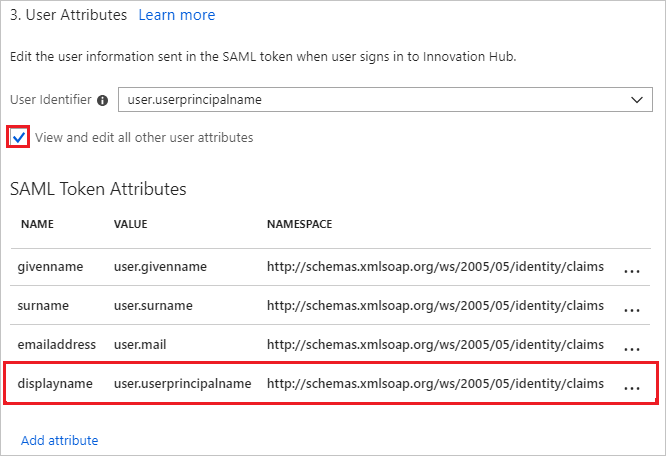 3. User Attributes Learn more
Edit the user information sent in the SAML token when user signs in to Innovation Hub.
User Identifier user.userprincipalname
View and edit all other user attributes
SAML Token Attributes
NAME VALUE NAMESPACE
givenname user.givenname http://schemas.xmlsoap.org/ws/2005/05/identity/claims ...
surname user.surname http://schemas.xmlsoap.org/ws/2005/05/identity/claims ...
emailaddress user.mail http://schemas.xmlsoap.org/ws/2005/05/identity/claims ...
displayname user.userprincipalname http://schemas.xmlsoap.org/ws/2005/05/identity/claims ...
Add attribute